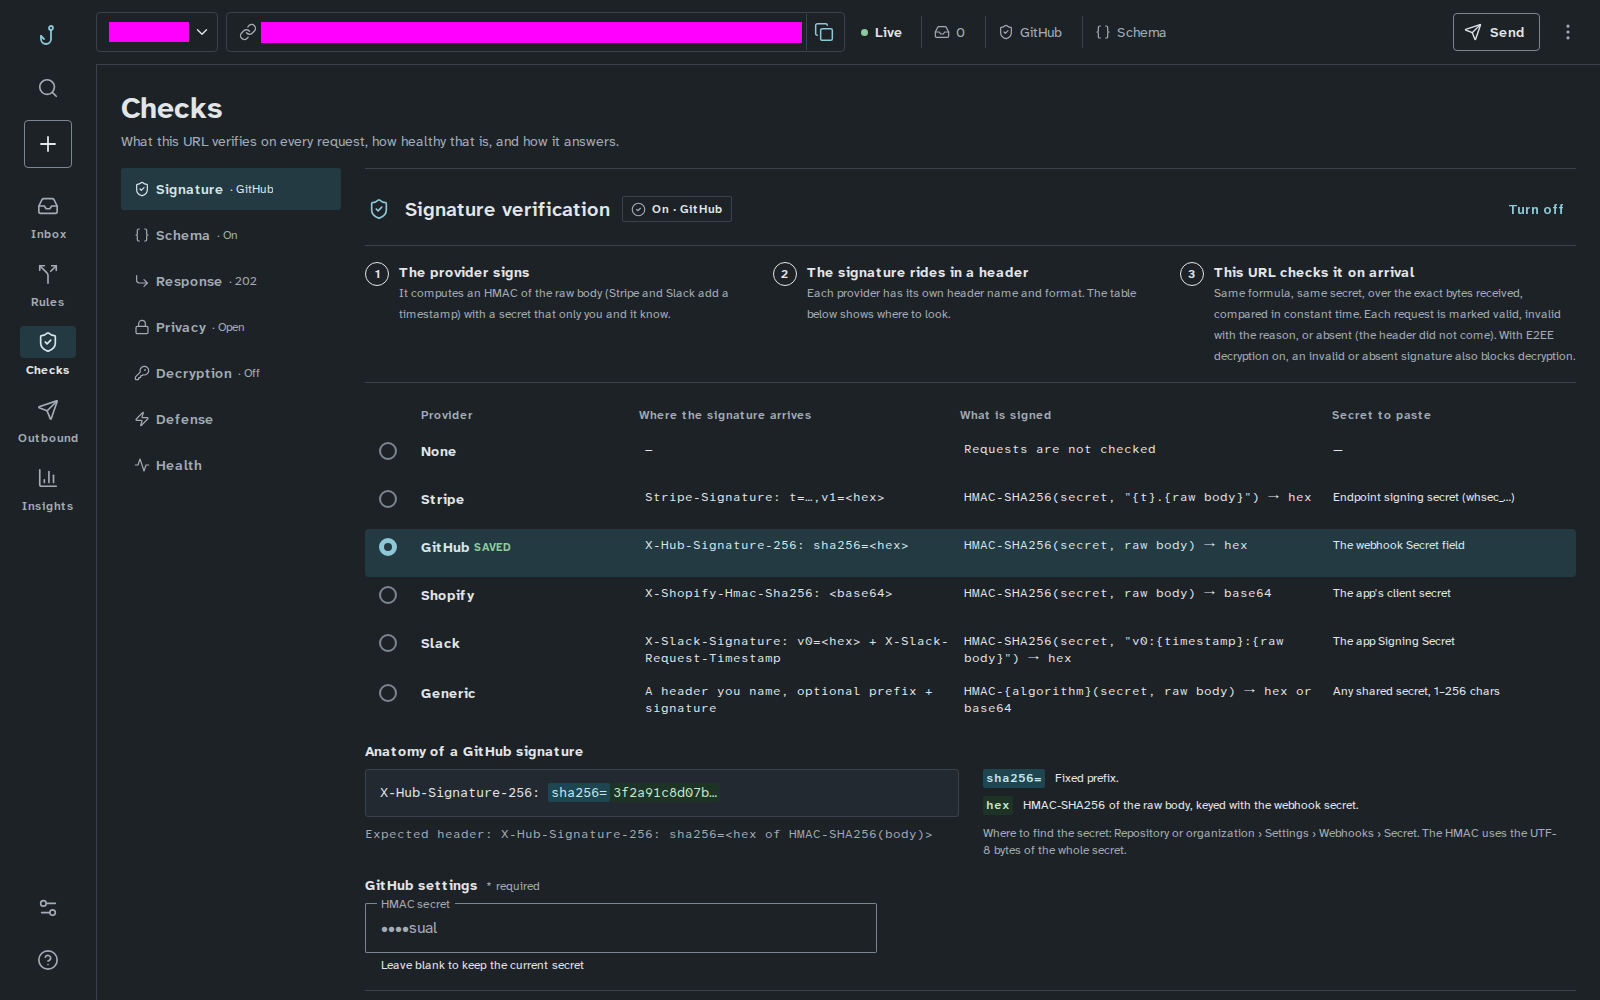 Live
0
GitHub
Schema
Send
Inbox
Rules
Checks
Outbound
Insights
Checks
What this URL verifies on every request, how healthy that is, and how it answers.
Signature · GitHub
Schema · On
Response · 202
Privacy · Open
Decryption · Off
Defense
Health
Signature verification
On · GitHub
Turn off
1 The provider signs
It computes an HMAC of the raw body (Stripe and Slack add a
timestamp) with a secret that only you and it know.
2 The signature rides in a header
Each provider has its own header name and format. The table
below shows where to look.
3 This URL checks it on arrival
Same formula, same secret, over the exact bytes received,
compared in constant time. Each request is marked valid, invalid
with the reason, or absent (the header did not come). With E2EE
decryption on, an invalid or absent signature also blocks decryption.
Provider Where the signature arrives What is signed Secret to paste
None — Requests are not checked —
Stripe Stripe-Signature: t=…,v1=<hex> HMAC-SHA256(secret, "{t}.{raw body}") → hex Endpoint signing secret (whsec_…)
GitHub SAVED X-Hub-Signature-256: sha256=<hex> HMAC-SHA256(secret, raw body) → hex The webhook Secret field
Shopify X-Shopify-Hmac-Sha256: <base64> HMAC-SHA256(secret, raw body) → base64 The app's client secret
Slack X-Slack-Signature: v0=<hex> + X-Slack-
Request-Timestamp HMAC-SHA256(secret, "v0:{timestamp}:{raw
body}") → hex The app Signing Secret
Generic A header you name, optional prefix +
signature HMAC-{algorithm}(secret, raw body) → hex or
base64 Any shared secret, 1–256 chars
Anatomy of a GitHub signature
X-Hub-Signature-256: sha256=3f2a91c8d07b…
Expected header: X-Hub-Signature-256: sha256=<hex of HMAC-SHA256(body)>
sha256= Fixed prefix.
hex HMAC-SHA256 of the raw body, keyed with the webhook secret.
Where to find the secret: Repository or organization › Settings › Webhooks › Secret. The HMAC uses the UTF-
8 bytes of the whole secret.
GitHub settings * required
HMAC secret
••••sual
Leave blank to keep the current secret